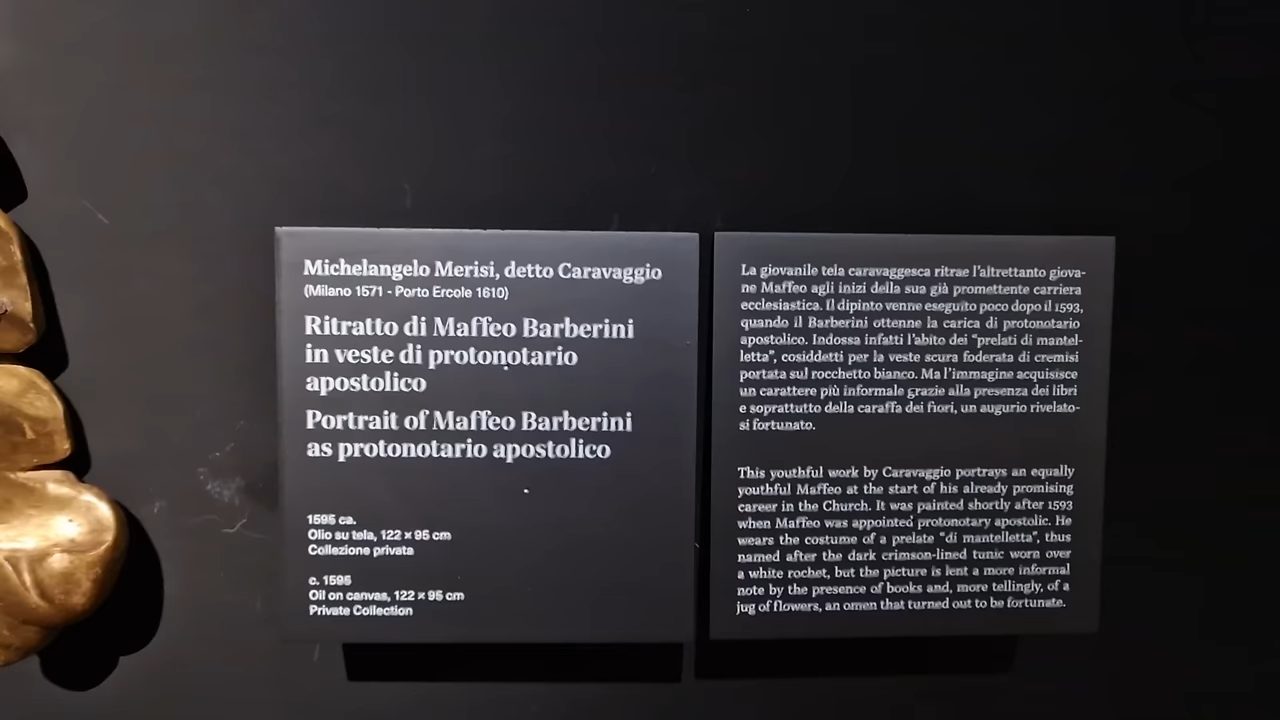 Michelangelo Merisi, detto Caravaggio
(Milano 1571 - Porto Ercole 1610)
Ritratto di Maffeo Barberini
in veste di protonotario
apostolico
Portrait of Maffeo Barberini
as protonotario apostolico
1595 ca.
Olio su tela, 122 × 95 cm
Collezione privata
c. 1595
Oil on canvas, 122 × 95 cm
Private Collection
La giovanile tela caravaggesca ritrae l'altrettanto giova-
ne Maffeo agli inizi della sua già promettente carriera
ecclesiastica. Il dipinto venne eseguito poco dopo il 1593,
quando il Barberini ottenne la carica di protonotario
apostolico. Indossa infatti l'abito dei "prelati di mantel-
letta", cosiddetti per la veste scura foderata di cremisi
portata sul rocchetto bianco. Ma l'immagine acquisisce
un carattere più informale grazie alla presenza dei libri
e soprattutto della caraffa dei fiori, un augurio rivelato-
si fortunato.
This youthful work by Caravaggio portrays an equally
youthful Maffeo at the start of his already promising
career in the Church. It was painted shortly after 1593
when Maffeo was appointed protonotary apostolic. He
wears the costume of a prelate "di mantelletta", thus
named after the dark crimson-lined tunic worn over
a white rochet, but the picture is lent a more informal
note by the presence of books and, more tellingly, of a
jug of flowers, an omen that turned out to be fortunate.